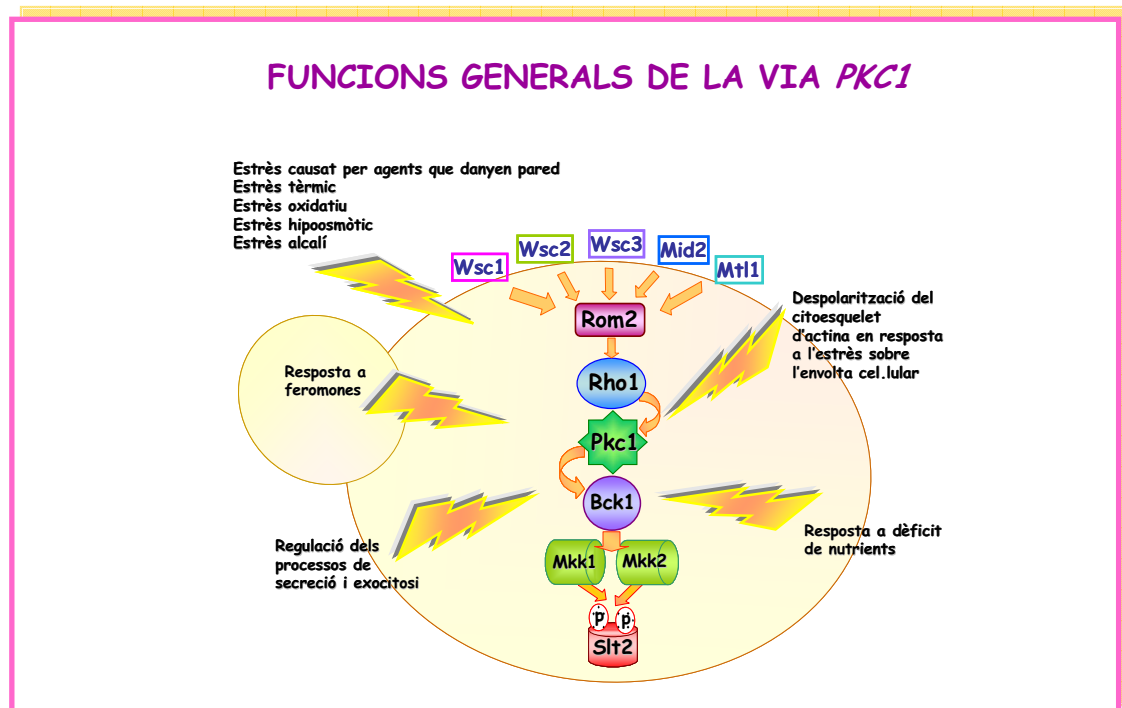 FUNCIONS GENERALS DE LA VIA PKC1
Estrès causat per agents que danyen pared
Estrès tèrmic
Estrès oxidatiu
Estrès hipoosmòtic
Estrès alcalí
Wsc1
Wsc2
Wsc3
Mid2
Mtl1
Rom2
Despolarització del
citoesquelet
d'actina en resposta
a l'estrès sobre
l'envolta cel.lular
Resposta a
feromones
Rho1
Pkc1
Bck1
Regulació dels
processos de
secreció i exocitosi
Resposta a dèficit
de nutrients
Mkk1
Mkk2
P
P
Slt2